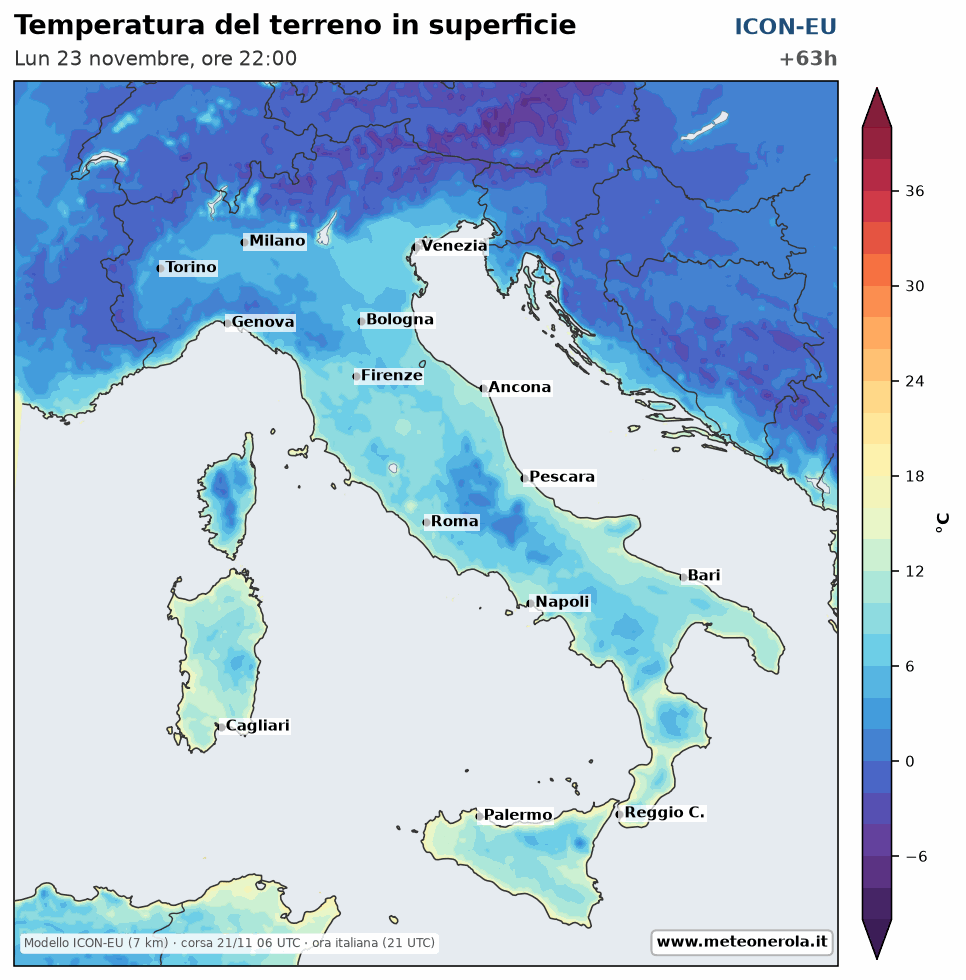 Temperatura del terreno in superficie
ICON-EU
Lun 23 novembre, ore 22:00
+63h
Milano
Venezia
Torino
Genova
Bologna
Firenze
Ancona
Pescara
Roma
Bari
Napoli
Cagliari
Palermo
Reggio C.
36
30
24
18
12
6
0
−6
°C
Modello ICON-EU (7 km) · corsa 21/11 06 UTC · ora italiana (21 UTC)
www.meteonerola.it